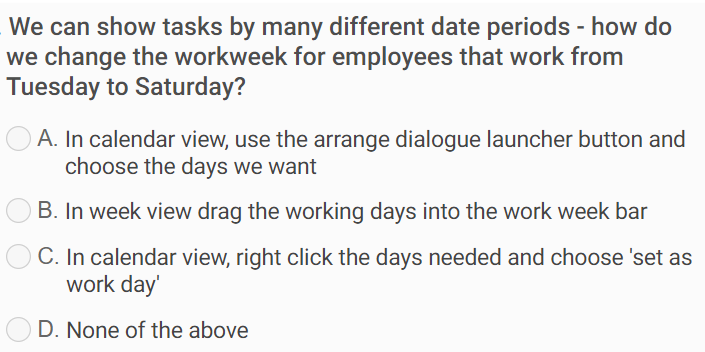 We can show tasks by many different date periods - how do
we change the workweek for employees that work from
Tuesday to Saturday?
A. In calendar view, use the arrange dialogue launcher button and
choose the days we want
B. In week view drag the working days into the work week bar
C. In calendar view, right click the days needed and choose 'set as
work day'
D. None of the above